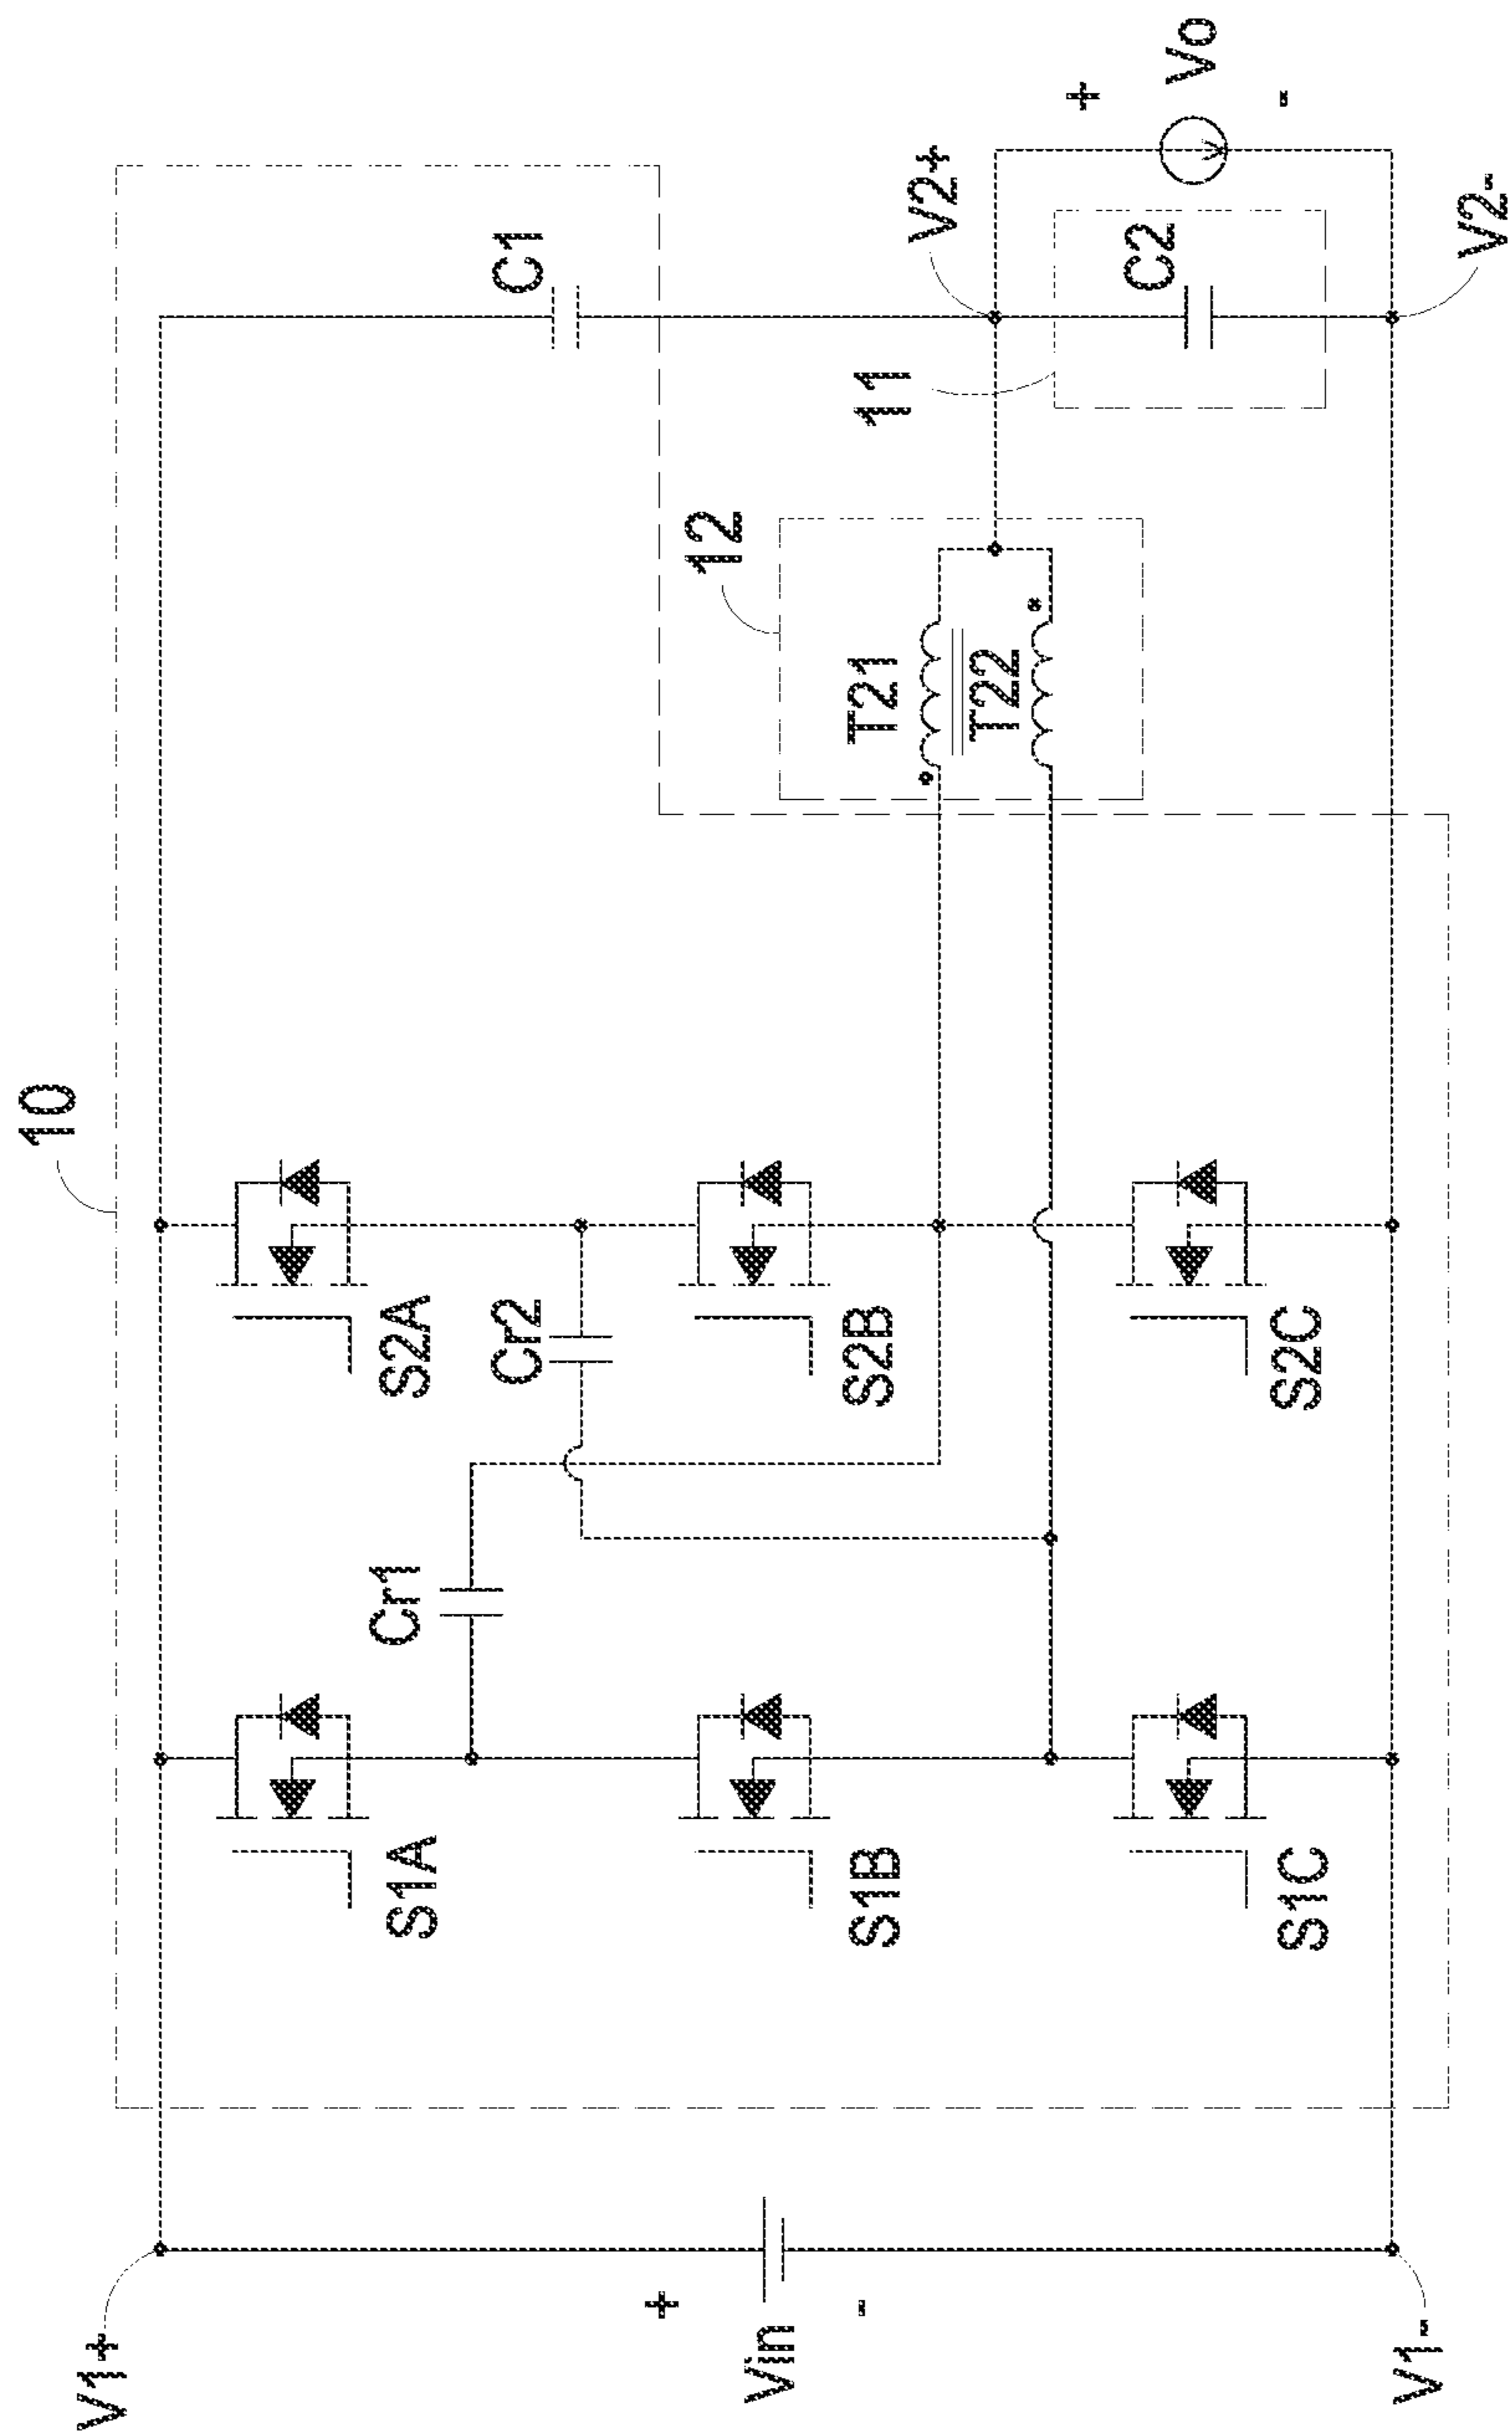 10
V1+
Vin
+
-
V1-
S1A
S1B
S1C
Cr1
Cr2
S2A
S2B
S2C
12
T21
T22
11
C1
C2
V2+
V2-
+
Vo
-